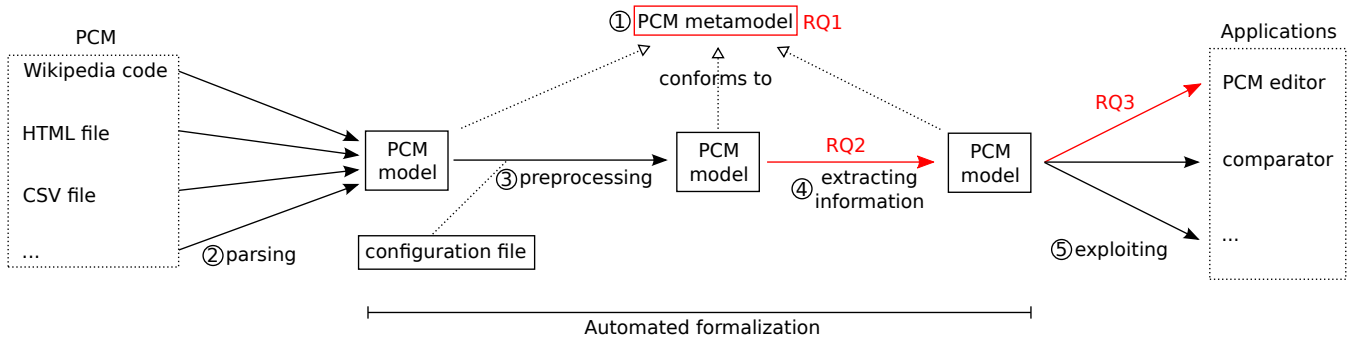 ① PCM metamodel RQ1
PCM
Applications
Wikipedia code
HTML file
CSV file
...
② parsing
PCM
model
conforms to
③ preprocessing
configuration file
PCM
model
RQ2
④ extracting
information
PCM
model
RQ3
⑤ exploiting
PCM editor
comparator
...
Automated formalization